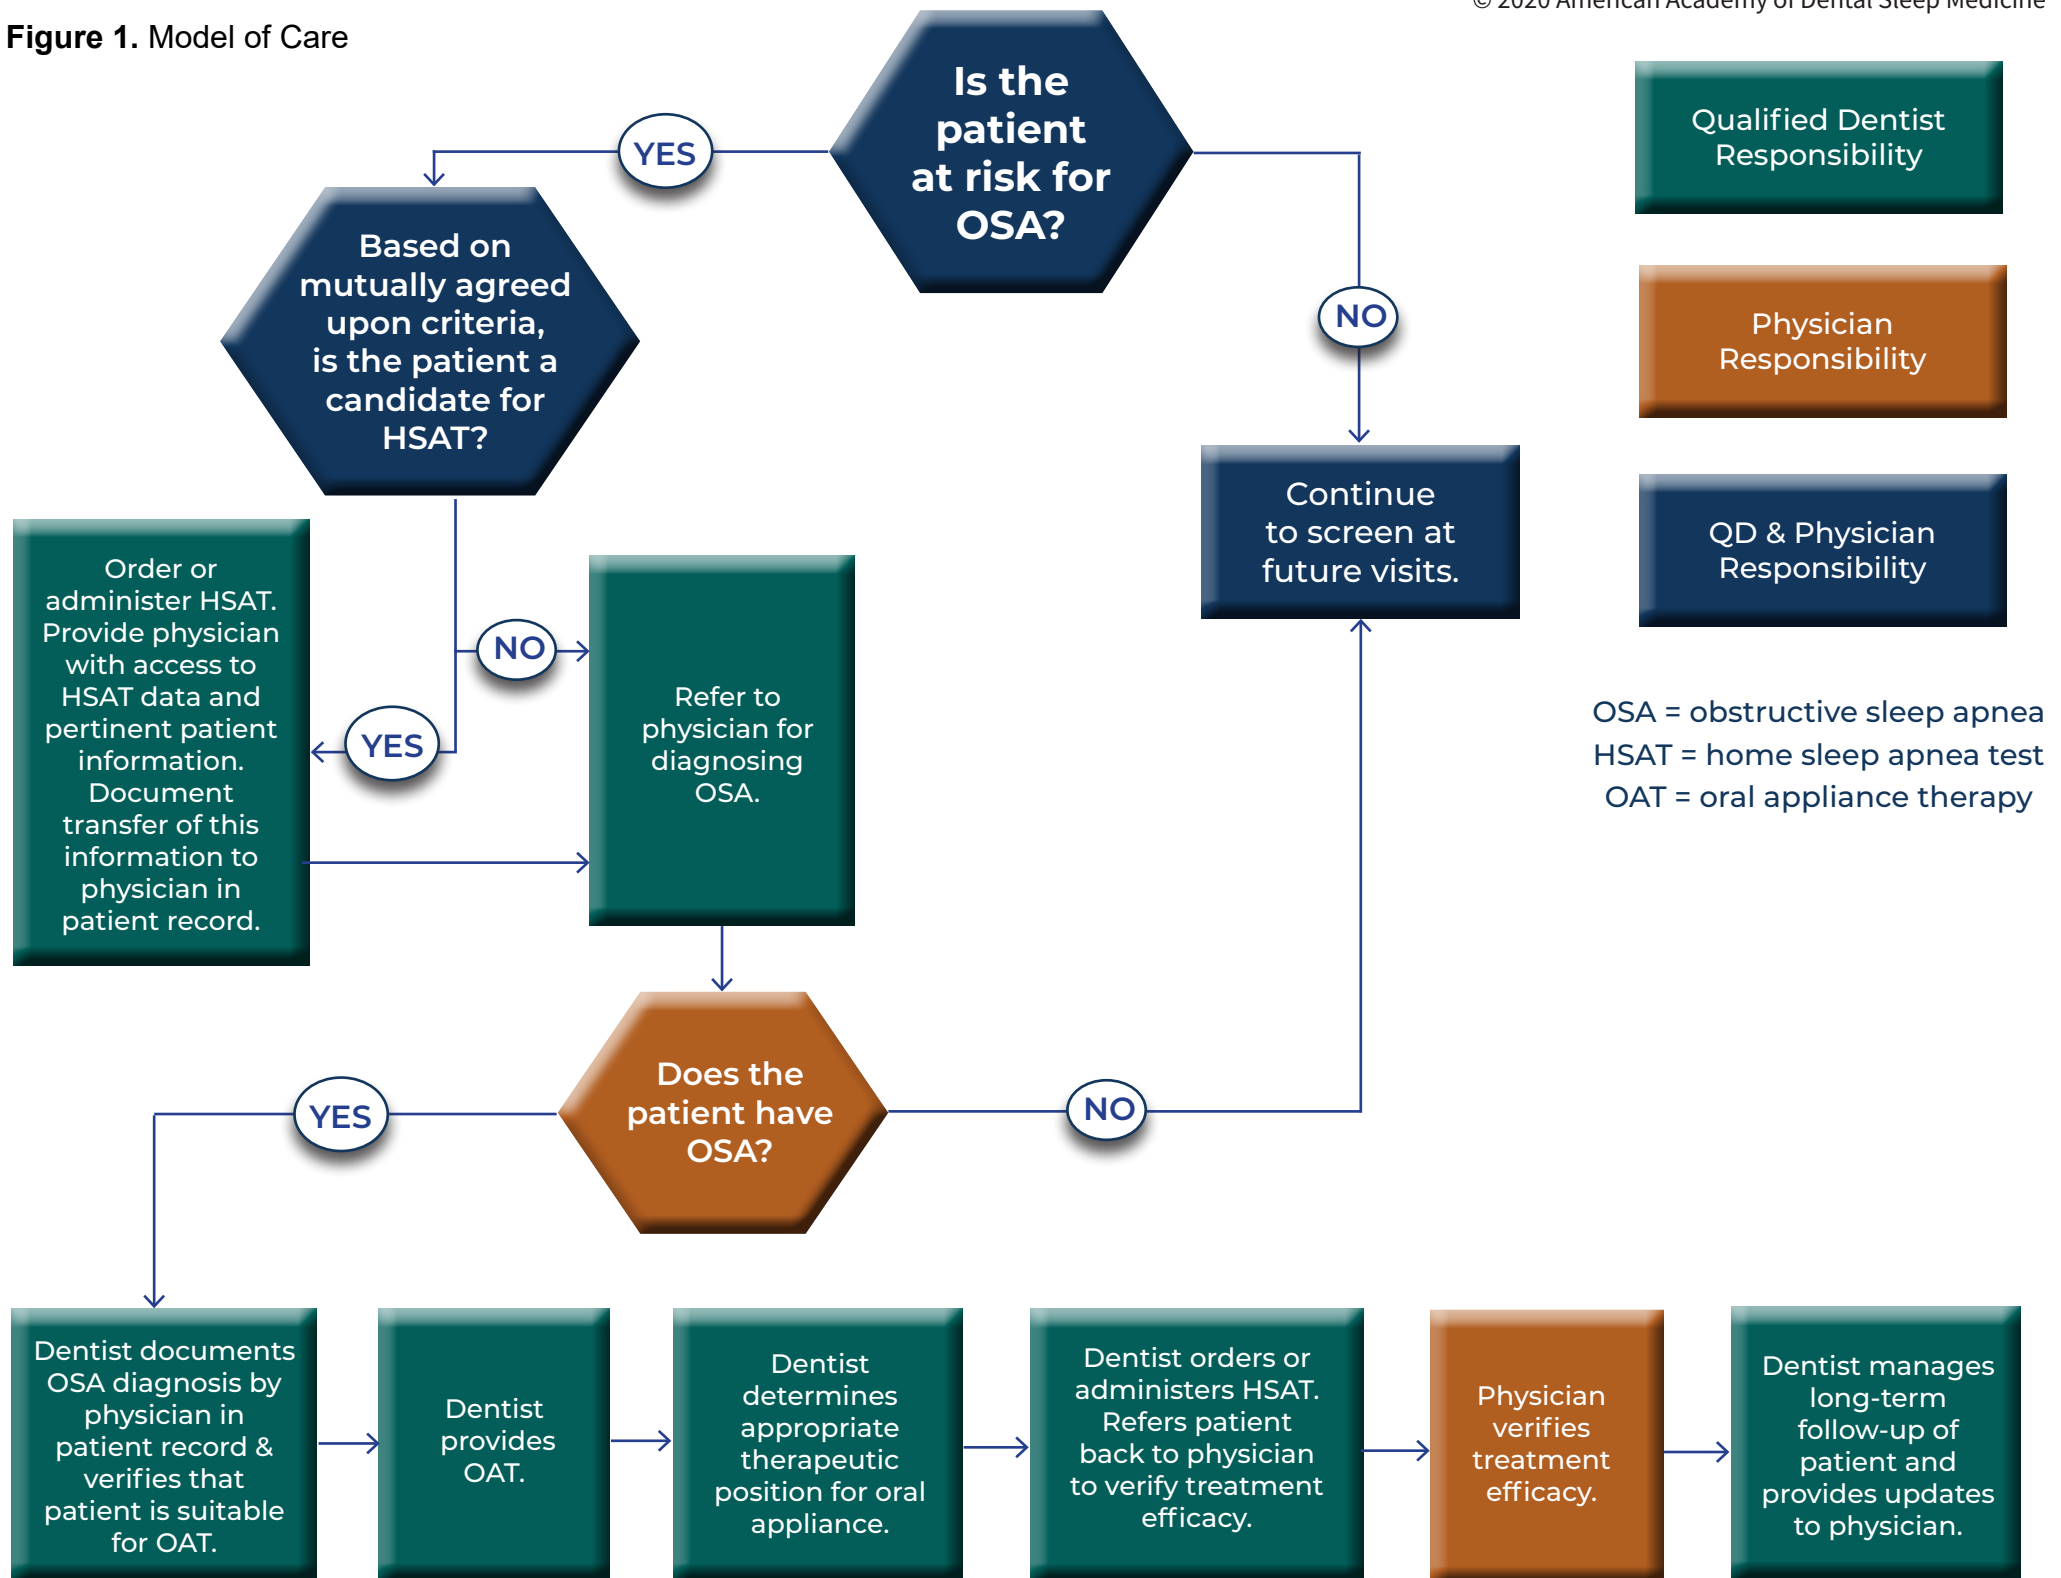 © 2020 American Academy of Dental Sleep Medicine
Figure 1. Model of Care
Is the
patient
at risk for
OSA?
YES
NO
Based on
mutually agreed
upon criteria,
is the patient a
candidate for
HSAT?
Qualified Dentist
Responsibility
Physician
Responsibility
QD & Physician
Responsibility
OSA = obstructive sleep apnea
HSAT = home sleep apnea test
OAT = oral appliance therapy
Continue
to screen at
future visits.
NO
YES
Order or
administer HSAT.
Provide physician
with access to
HSAT data and
pertinent patient
information.
Document
transfer of this
information to
physician in
patient record.
Refer to
physician for
diagnosing
OSA.
Does the
patient have
OSA?
YES
NO
Dentist documents
OSA diagnosis by
physician in
patient record &
verifies that
patient is suitable
for OAT.
Dentist
provides
OAT.
Dentist
determines
appropriate
therapeutic
position for oral
appliance.
Dentist orders or
administers HSAT.
Refers patient
back to physician
to verify treatment
efficacy.
Physician
verifies
treatment
efficacy.
Dentist manages
long-term
follow-up of
patient and
provides updates
to physician.